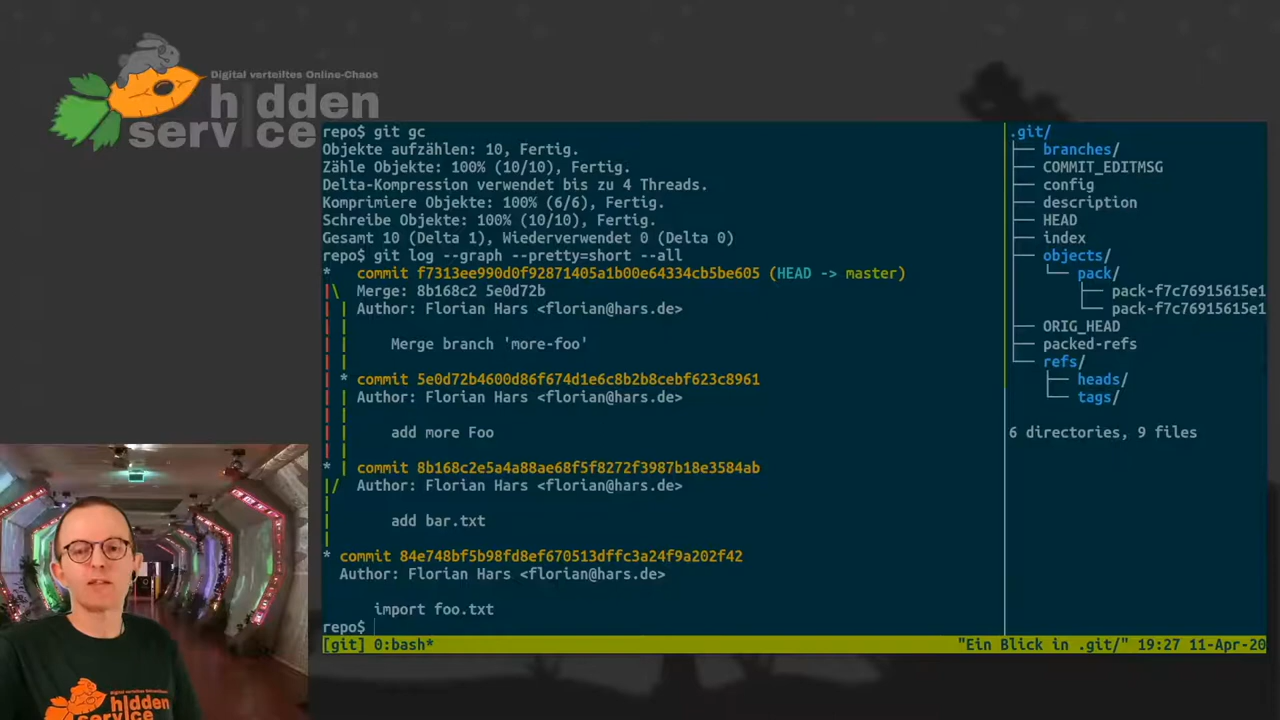 Digital verteiltes Online-Chaos
hidden
service
repo$ git gc
Objekte aufzählen: 10, Fertig.
Zähle Objekte: 100% (10/10), Fertig.
Delta-Kompression verwendet bis zu 4 Threads.
Komprimiere Objekte: 100% (6/6), Fertig.
Schreibe Objekte: 100% (10/10), Fertig.
Gesamt 10 (Delta 1), Wiederverwendet 0 (Delta 0)
repo$ git log --graph --pretty=short --all
*   commit f7313ee990d0f92871405a1b00e64334cb5be605 (HEAD -> master)
|\  Merge: 8b168c2 5e0d72b
| | Author: Florian Hars <florian@hars.de>
| |
| |     Merge branch 'more-foo'
| |
| * commit 5e0d72b4600d86f674d1e6c8b2b8cebf623c8961
| | Author: Florian Hars <florian@hars.de>
| |
| |     add more Foo
| |
* | commit 8b168c2e5a4a88ae68f5f8272f3987b18e3584ab
|/  Author: Florian Hars <florian@hars.de>
|
|       add bar.txt
|
* commit 84e748bf5b98fd8ef670513dffc3a24f9a202f42
  Author: Florian Hars <florian@hars.de>
      import foo.txt
repo$
.git/
├── branches/
├── COMMIT_EDITMSG
├── config
├── description
├── HEAD
├── index
├── objects/
│   └── pack/
│       ├── pack-f7c76915615e1
│       └── pack-f7c76915615e1
├── ORIG_HEAD
├── packed-refs
└── refs/
    ├── heads/
    └── tags/
6 directories, 9 files
[git] 0:bash*
"Ein Blick in .git/" 19:27 11-Apr-20
hidden
service